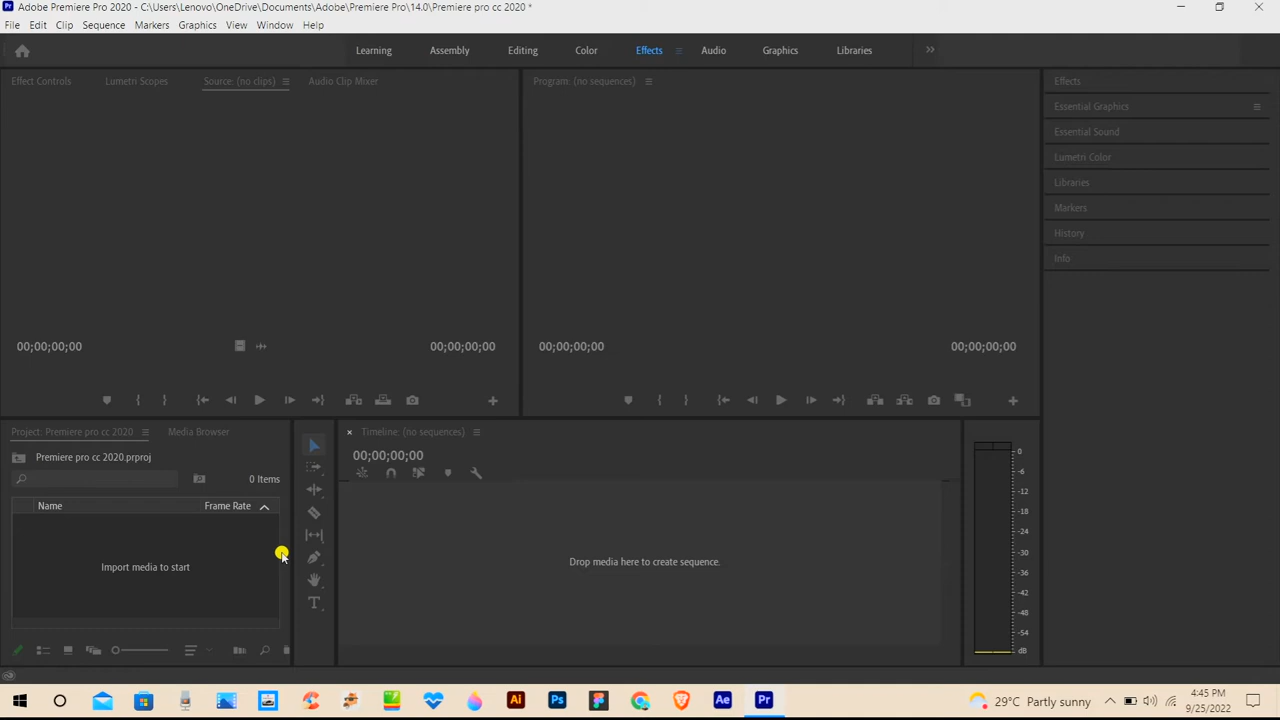 Adobe Premiere Pro 2020 - C:\Users\Lenovo\OneDrive\Documents\Adobe\Premiere Pro\14.0\Premiere pro cc 2020 *
File Edit Clip Sequence Markers Graphics View Window Help
Learning Assembly Editing Color Effects Audio Graphics Libraries
Effect Controls Lumetri Scopes Source: (no clips) Audio Clip Mixer
Program: (no sequences)
Effects
Essential Graphics
Essential Sound
Lumetri Color
Libraries
Markers
History
Info
00;00;00;00 00;00;00;00
00;00;00;00 00;00;00;00
Project: Premiere pro cc 2020 Media Browser
Premiere pro cc 2020.prproj
0 Items
Name Frame Rate
Import media to start
Timeline: (no sequences)
00;00;00;00
Drop media here to create sequence.
0
-6
-12
-18
-24
-30
-36
-42
-48
-54
dB
Ai Ps Ae Pr
29°C Partly sunny
4:45 PM
9/25/2022